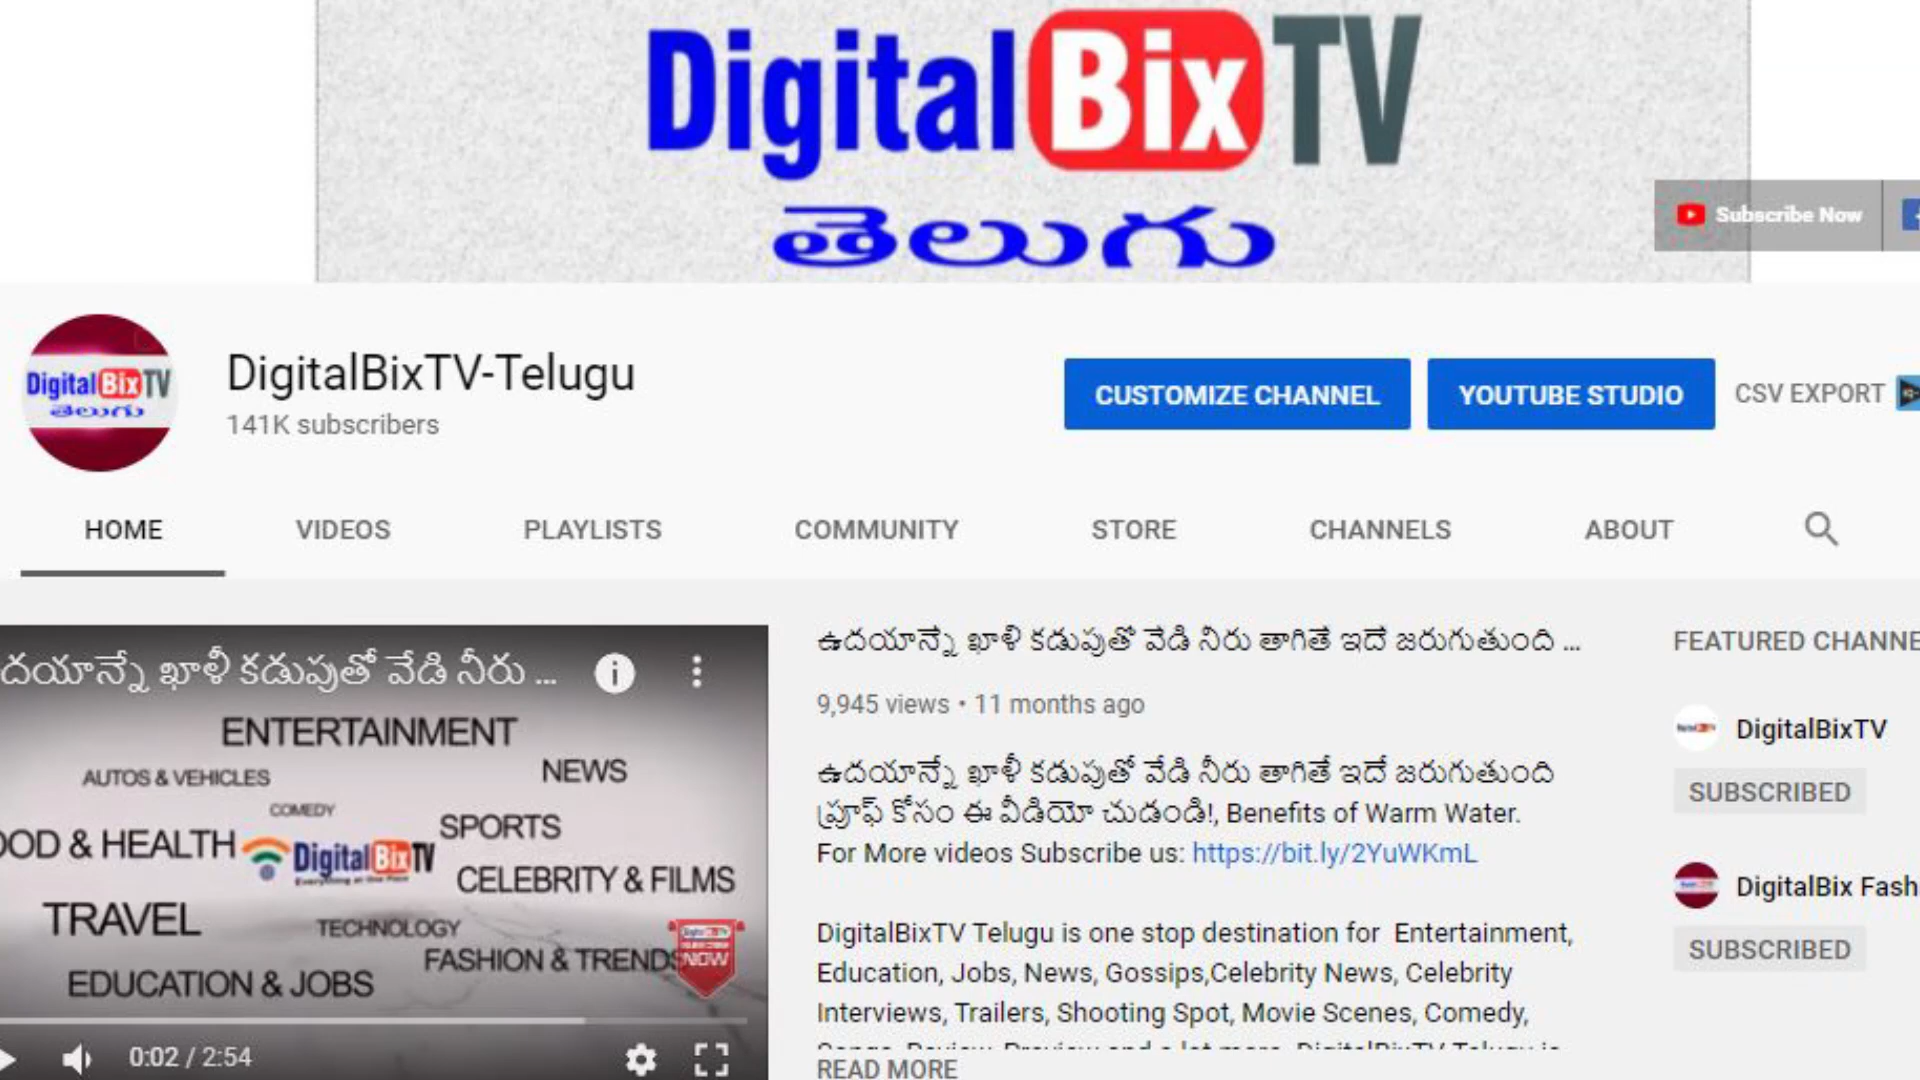 DigitalBixTV
తెలుగు
Subscribe Now
DigitalBixTV
తెలుగు
DigitalBixTV-Telugu
141K subscribers
CUSTOMIZE CHANNEL
YOUTUBE STUDIO
CSV EXPORT
HOME
VIDEOS
PLAYLISTS
COMMUNITY
STORE
CHANNELS
ABOUT
దయాన్నే ఖాళీ కడుపుతో వేడి నీరు ...
ENTERTAINMENT
NEWS
AUTOS & VEHICLES
COMEDY
SPORTS
OOD & HEALTH
DigitalBixTV
Everything at One Place
CELEBRITY & FILMS
TRAVEL
TECHNOLOGY
FASHION & TRENDS
NOW
EDUCATION & JOBS
0:02 / 2:54
ఉదయాన్నే ఖాళీ కడుపుతో వేడి నీరు తాగితే ఇదే జరుగుతుంది ...
9,945 views • 11 months ago
ఉదయాన్నే ఖాళీ కడుపుతో వేడి నీరు తాగితే ఇదే జరుగుతుంది
ప్రూఫ్ కోసం ఈ వీడియో చుడండి!, Benefits of Warm Water.
For More videos Subscribe us: https://bit.ly/2YuWKmL
DigitalBixTV Telugu is one stop destination for Entertainment,
Education, Jobs, News, Gossips,Celebrity News, Celebrity
Interviews, Trailers, Shooting Spot, Movie Scenes, Comedy,
READ MORE
FEATURED CHANNE
DigitalBixTV
SUBSCRIBED
DigitalBix Fash
SUBSCRIBED